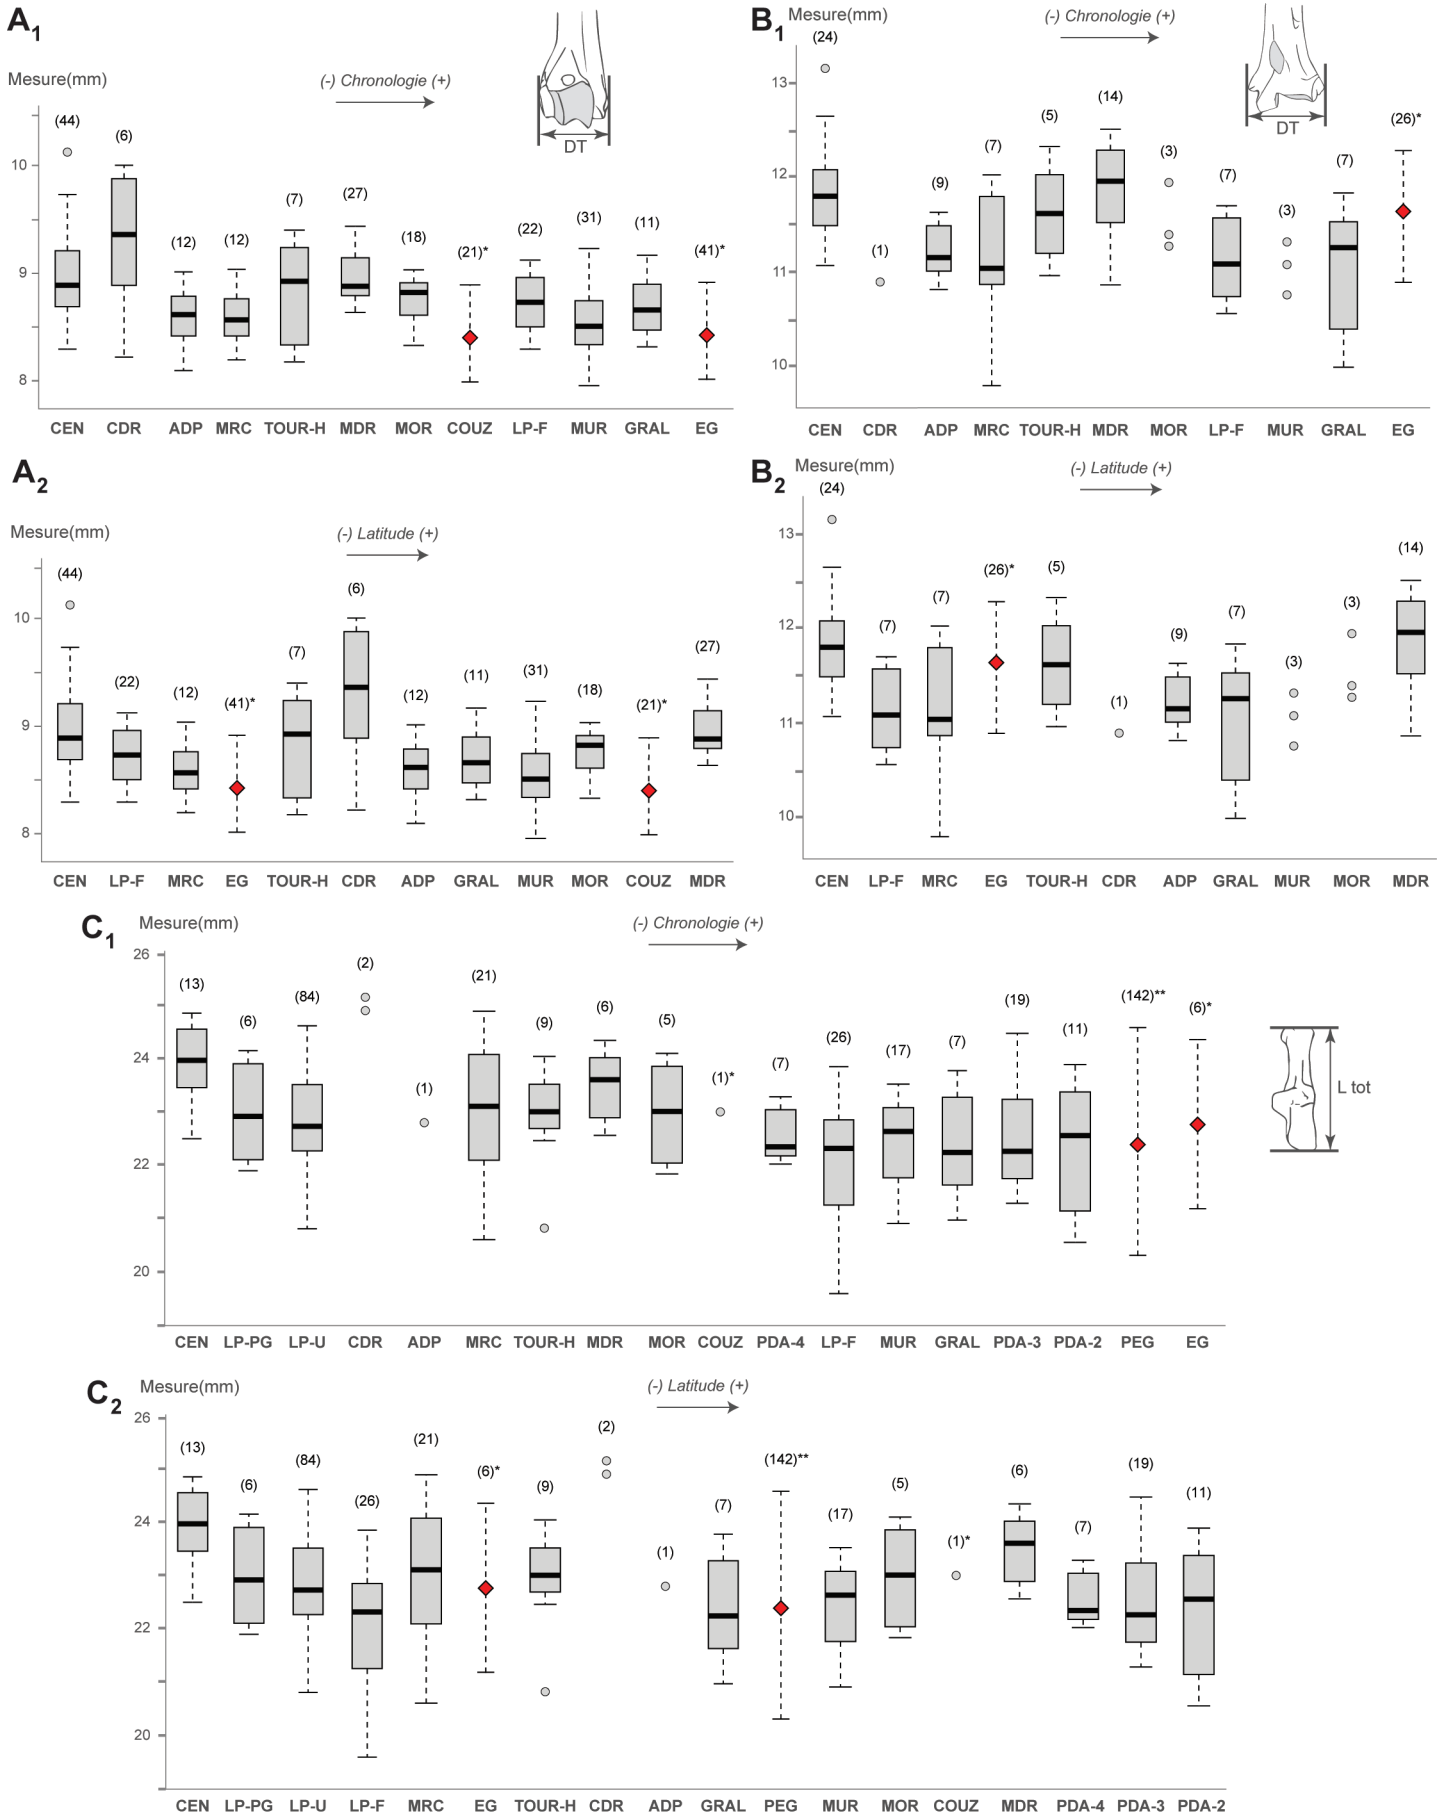 A1
Mesure(mm)
(-) Chronologie (+)
DT
(44) (6) (12) (12) (7) (27) (18) (21)* (22) (31) (11) (41)*
10
9
8
CEN CDR ADP MRC TOUR-H MDR MOR COUZ LP-F MUR GRAL EG
B1
Mesure(mm)
(-) Chronologie (+)
DT
(24) (1) (9) (7) (5) (14) (3) (7) (3) (7) (26)*
13
12
11
10
CEN CDR ADP MRC TOUR-H MDR MOR LP-F MUR GRAL EG
A2
Mesure(mm)
(-) Latitude (+)
(44) (22) (12) (41)* (7) (6) (12) (11) (31) (18) (21)* (27)
10
9
8
CEN LP-F MRC EG TOUR-H CDR ADP GRAL MUR MOR COUZ MDR
B2
Mesure(mm)
(-) Latitude (+)
(24) (7) (7) (26)* (5) (1) (9) (7) (3) (3) (14)
13
12
11
10
CEN LP-F MRC EG TOUR-H CDR ADP GRAL MUR MOR MDR
C1
Mesure(mm)
(-) Chronologie (+)
(13) (6) (84) (2) (1) (21) (9) (6) (5) (1)* (7) (26) (17) (7) (19) (11) (142)** (6)*
26
24
22
20
L tot
CEN LP-PG LP-U CDR ADP MRC TOUR-H MDR MOR COUZ PDA-4 LP-F MUR GRAL PDA-3 PDA-2 PEG EG
C2
Mesure(mm)
(-) Latitude (+)
(13) (6) (84) (26) (21) (6)* (9) (2) (1) (7) (142)** (17) (5) (1)* (6) (7) (19) (11)
26
24
22
20
CEN LP-PG LP-U LP-F MRC EG TOUR-H CDR ADP GRAL PEG MUR MOR COUZ MDR PDA-4 PDA-3 PDA-2